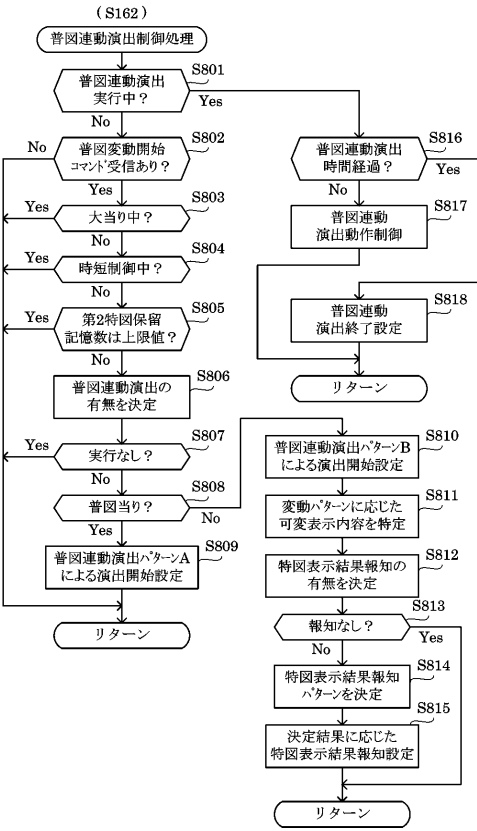 (S162)
普図連動演出制御処理
S801
普図連動演出
実行中？
Yes
No
S802
普図変動開始
コマンド受信あり？
No
Yes
S803
大当り中？
Yes
No
S804
時短制御中？
Yes
No
S805
第2特図保留
記憶数は上限値？
Yes
No
S806
普図連動演出の
有無を決定
S807
実行なし？
Yes
No
S808
普図当り？
No
Yes
S809
普図連動演出パターンA
による演出開始設定
リターン
S816
普図連動演出
時間経過？
Yes
No
S817
普図連動
演出動作制御
S818
普図連動
演出終了設定
リターン
S810
普図連動演出パターンB
による演出開始設定
S811
変動パターンに応じた
可変表示内容を特定
S812
特図表示結果報知の
有無を決定
S813
報知なし？
Yes
No
S814
特図表示結果報知
パターンを決定
S815
決定結果に応じた
特図表示結果報知設定
リターン